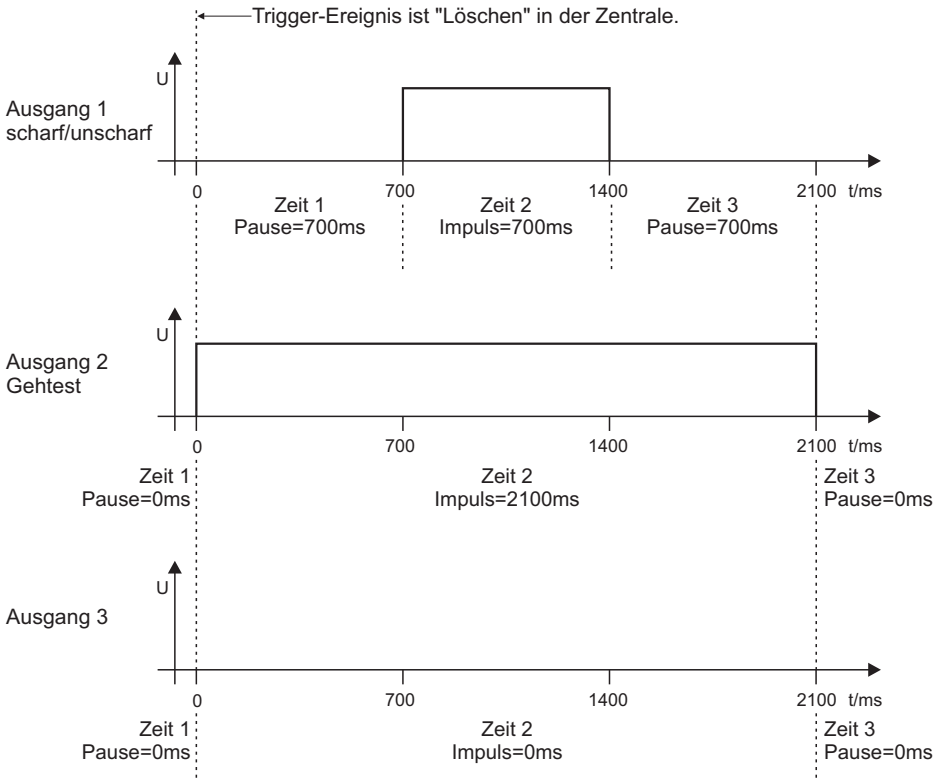 Trigger-Ereignis ist "Löschen" in der Zentrale.
U
Ausgang 1
scharf/unscharf
0 700 1400 2100 t/ms
Zeit 1 Zeit 2 Zeit 3
Pause=700ms Impuls=700ms Pause=700ms
U
Ausgang 2
Gehtest
0 700 1400 2100 t/ms
Zeit 1 Zeit 2 Zeit 3
Pause=0ms Impuls=2100ms Pause=0ms
U
Ausgang 3
0 700 1400 2100 t/ms
Zeit 1 Zeit 2 Zeit 3
Pause=0ms Impuls=0ms Pause=0ms